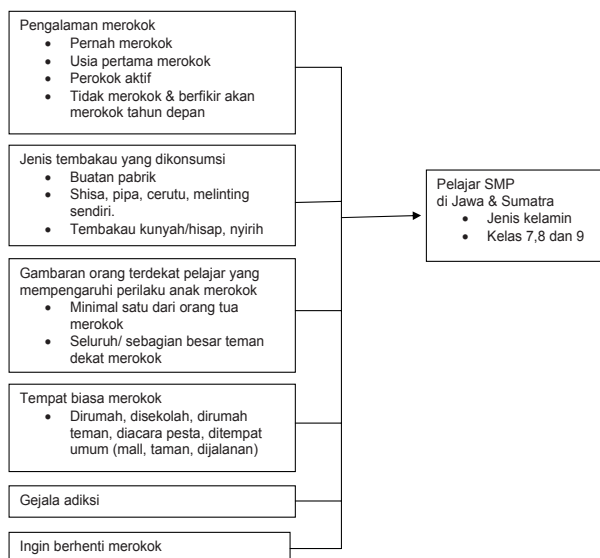 Pengalaman merokok
• Pernah merokok
• Usia pertama merokok
• Perokok aktif
• Tidak merokok & berfikir akan
merokok tahun depan
Jenis tembakau yang dikonsumsi
• Buatan pabrik
• Shisa, pipa, cerutu, melinting
sendiri.
• Tembakau kunyah/hisap, nyirih
Gambaran orang terdekat pelajar yang
mempengaruhi perilaku anak merokok
• Minimal satu dari orang tua
merokok
• Seluruh/ sebagian besar teman
dekat merokok
Tempat biasa merokok
• Dirumah, disekolah, dirumah
teman, diacara pesta, ditempat
umum (mall, taman, dijalanan)
Gejala adiksi
Ingin berhenti merokok
Pelajar SMP
di Jawa & Sumatra
• Jenis kelamin
• Kelas 7,8 dan 9